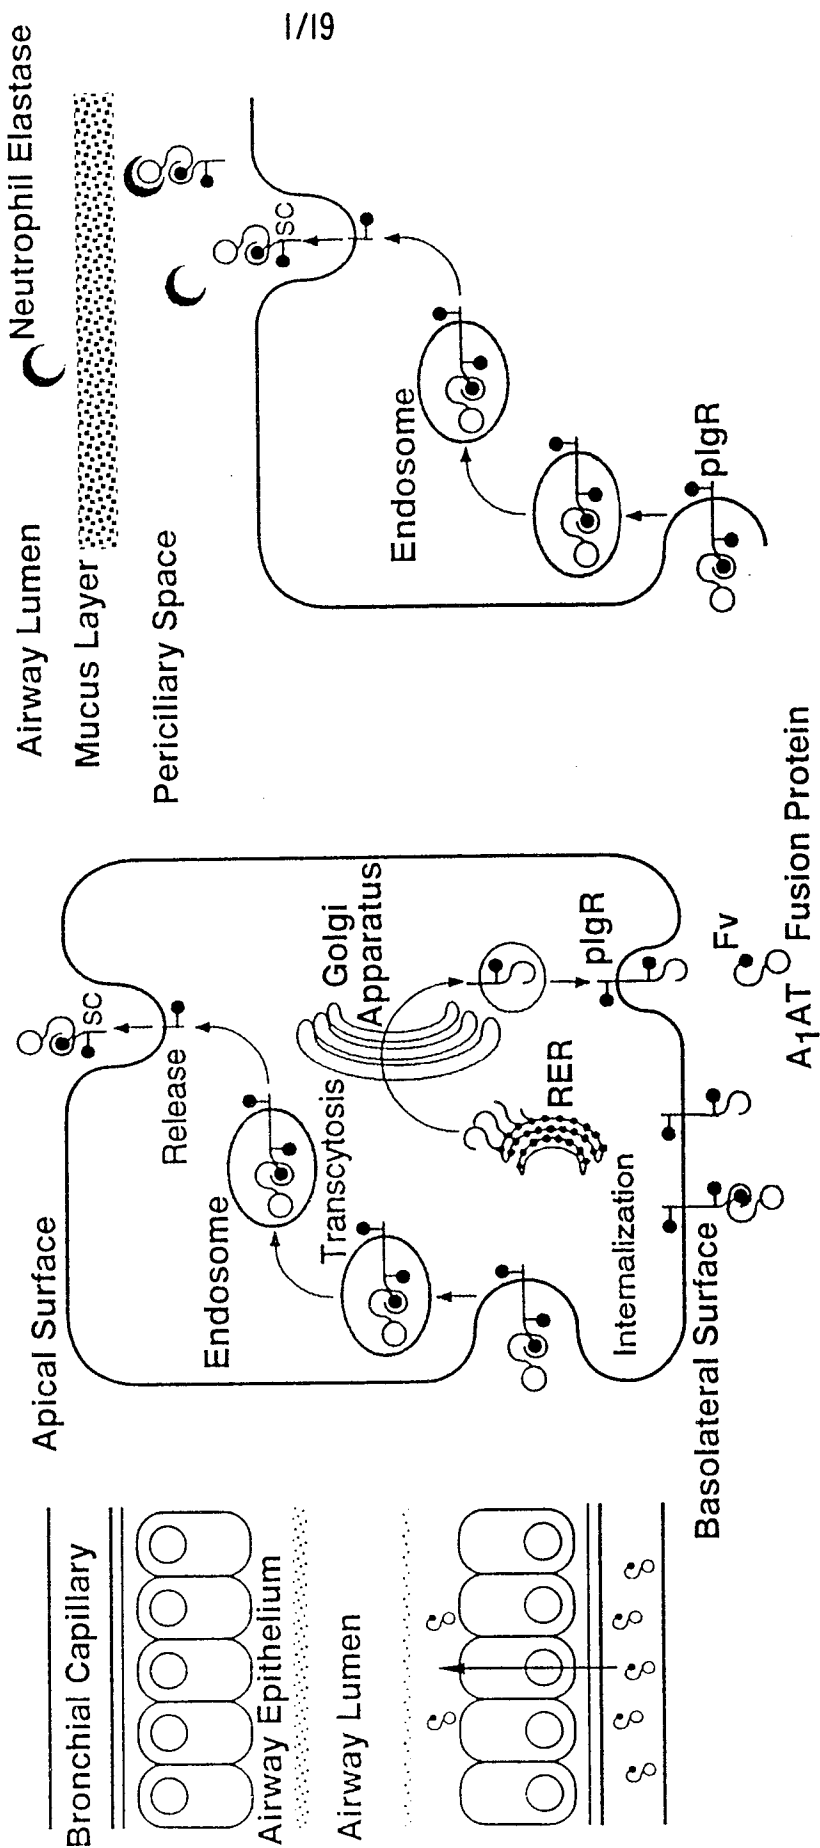 Bronchial Capillary
Airway Epithelium
Airway Lumen
Apical Surface
SC
Release
Endosome
Transcytosis
Golgi
Apparatus
RER
pIgR
Internalization
Basolateral Surface
Fv
A1AT Fusion Protein
Airway Lumen
Neutrophil Elastase
Mucus Layer
Periciliary Space
SC
Endosome
pIgR
1/19